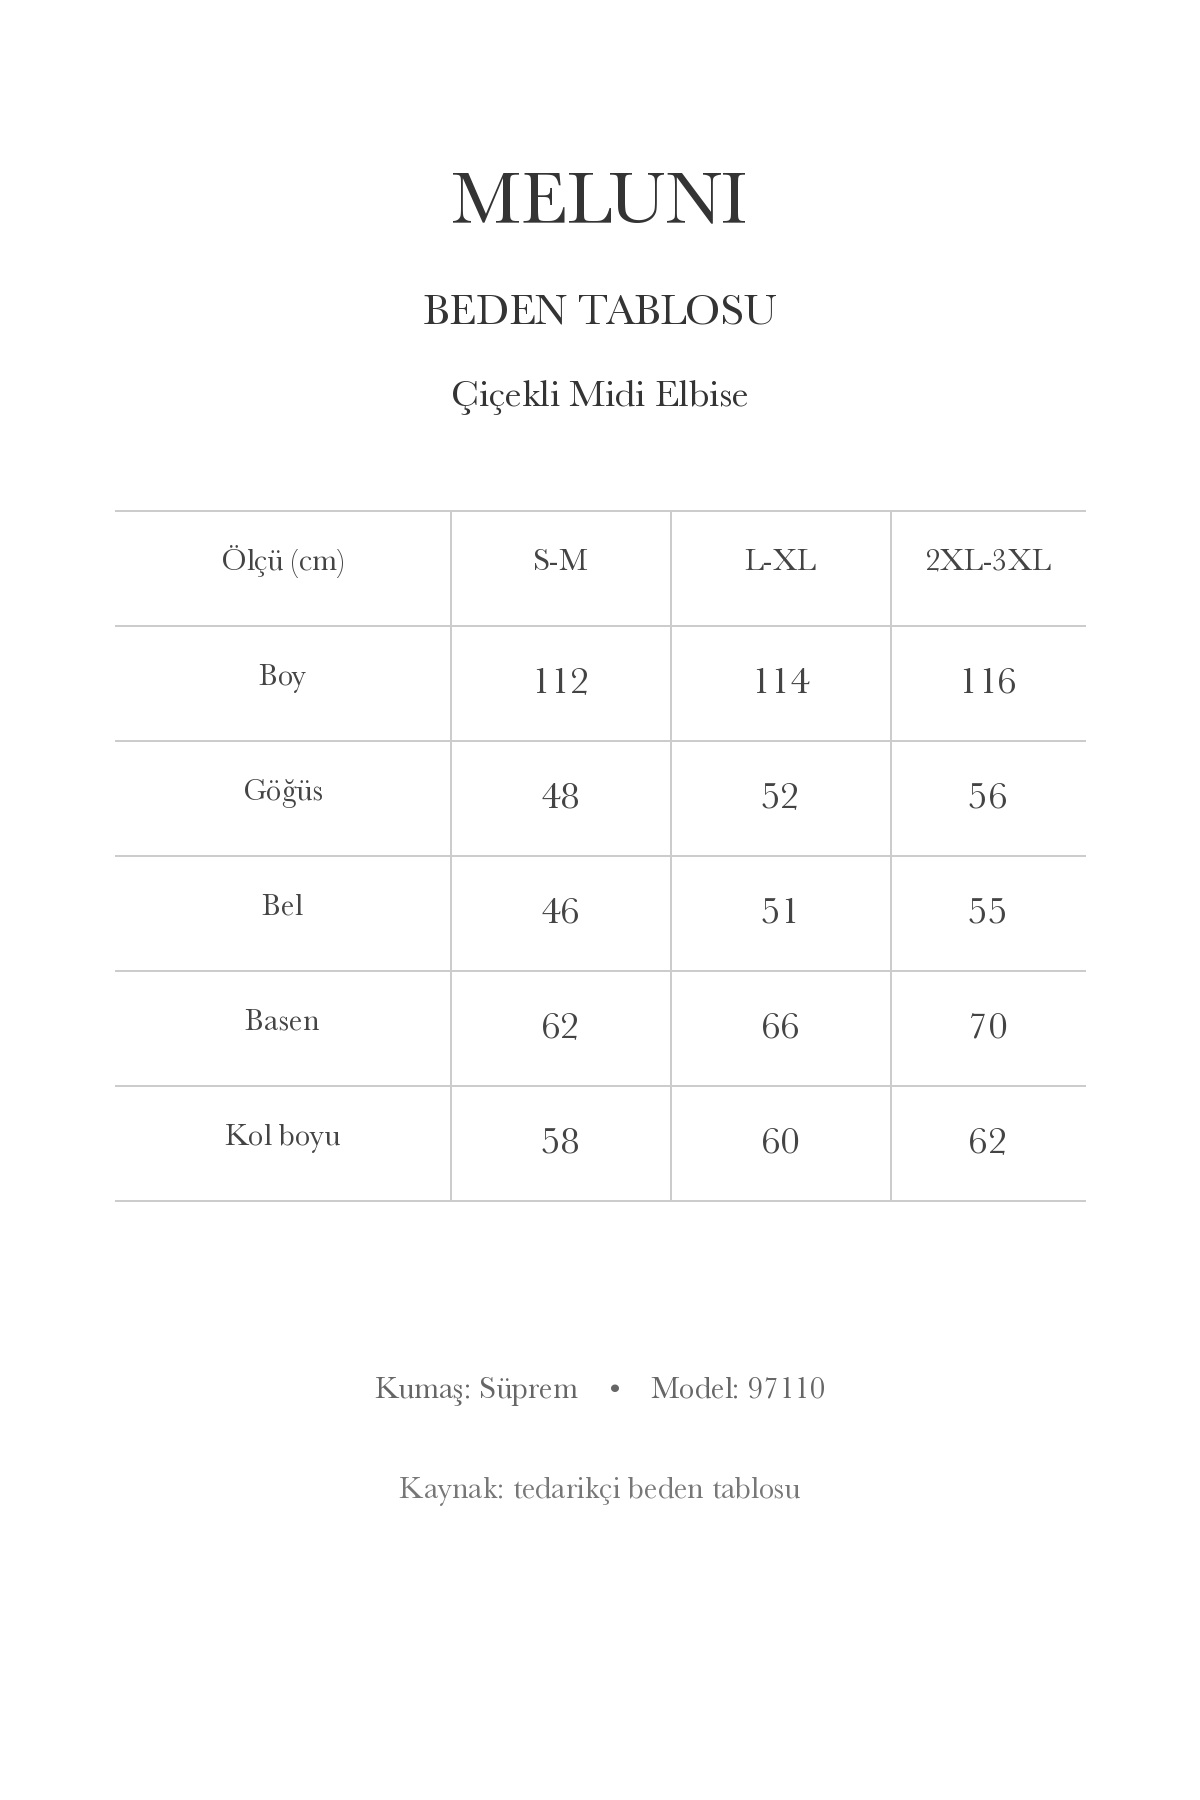 MELUNI
BEDEN TABLOSU
Çiçekli Midi Elbise
Ölçü (cm) S-M L-XL 2XL-3XL
Boy 112 114 116
Göğüs 48 52 56
Bel 46 51 55
Basen 62 66 70
Kol boyu 58 60 62
Kumaş: Süprem • Model: 97110
Kaynak: tedarikçi beden tablosu